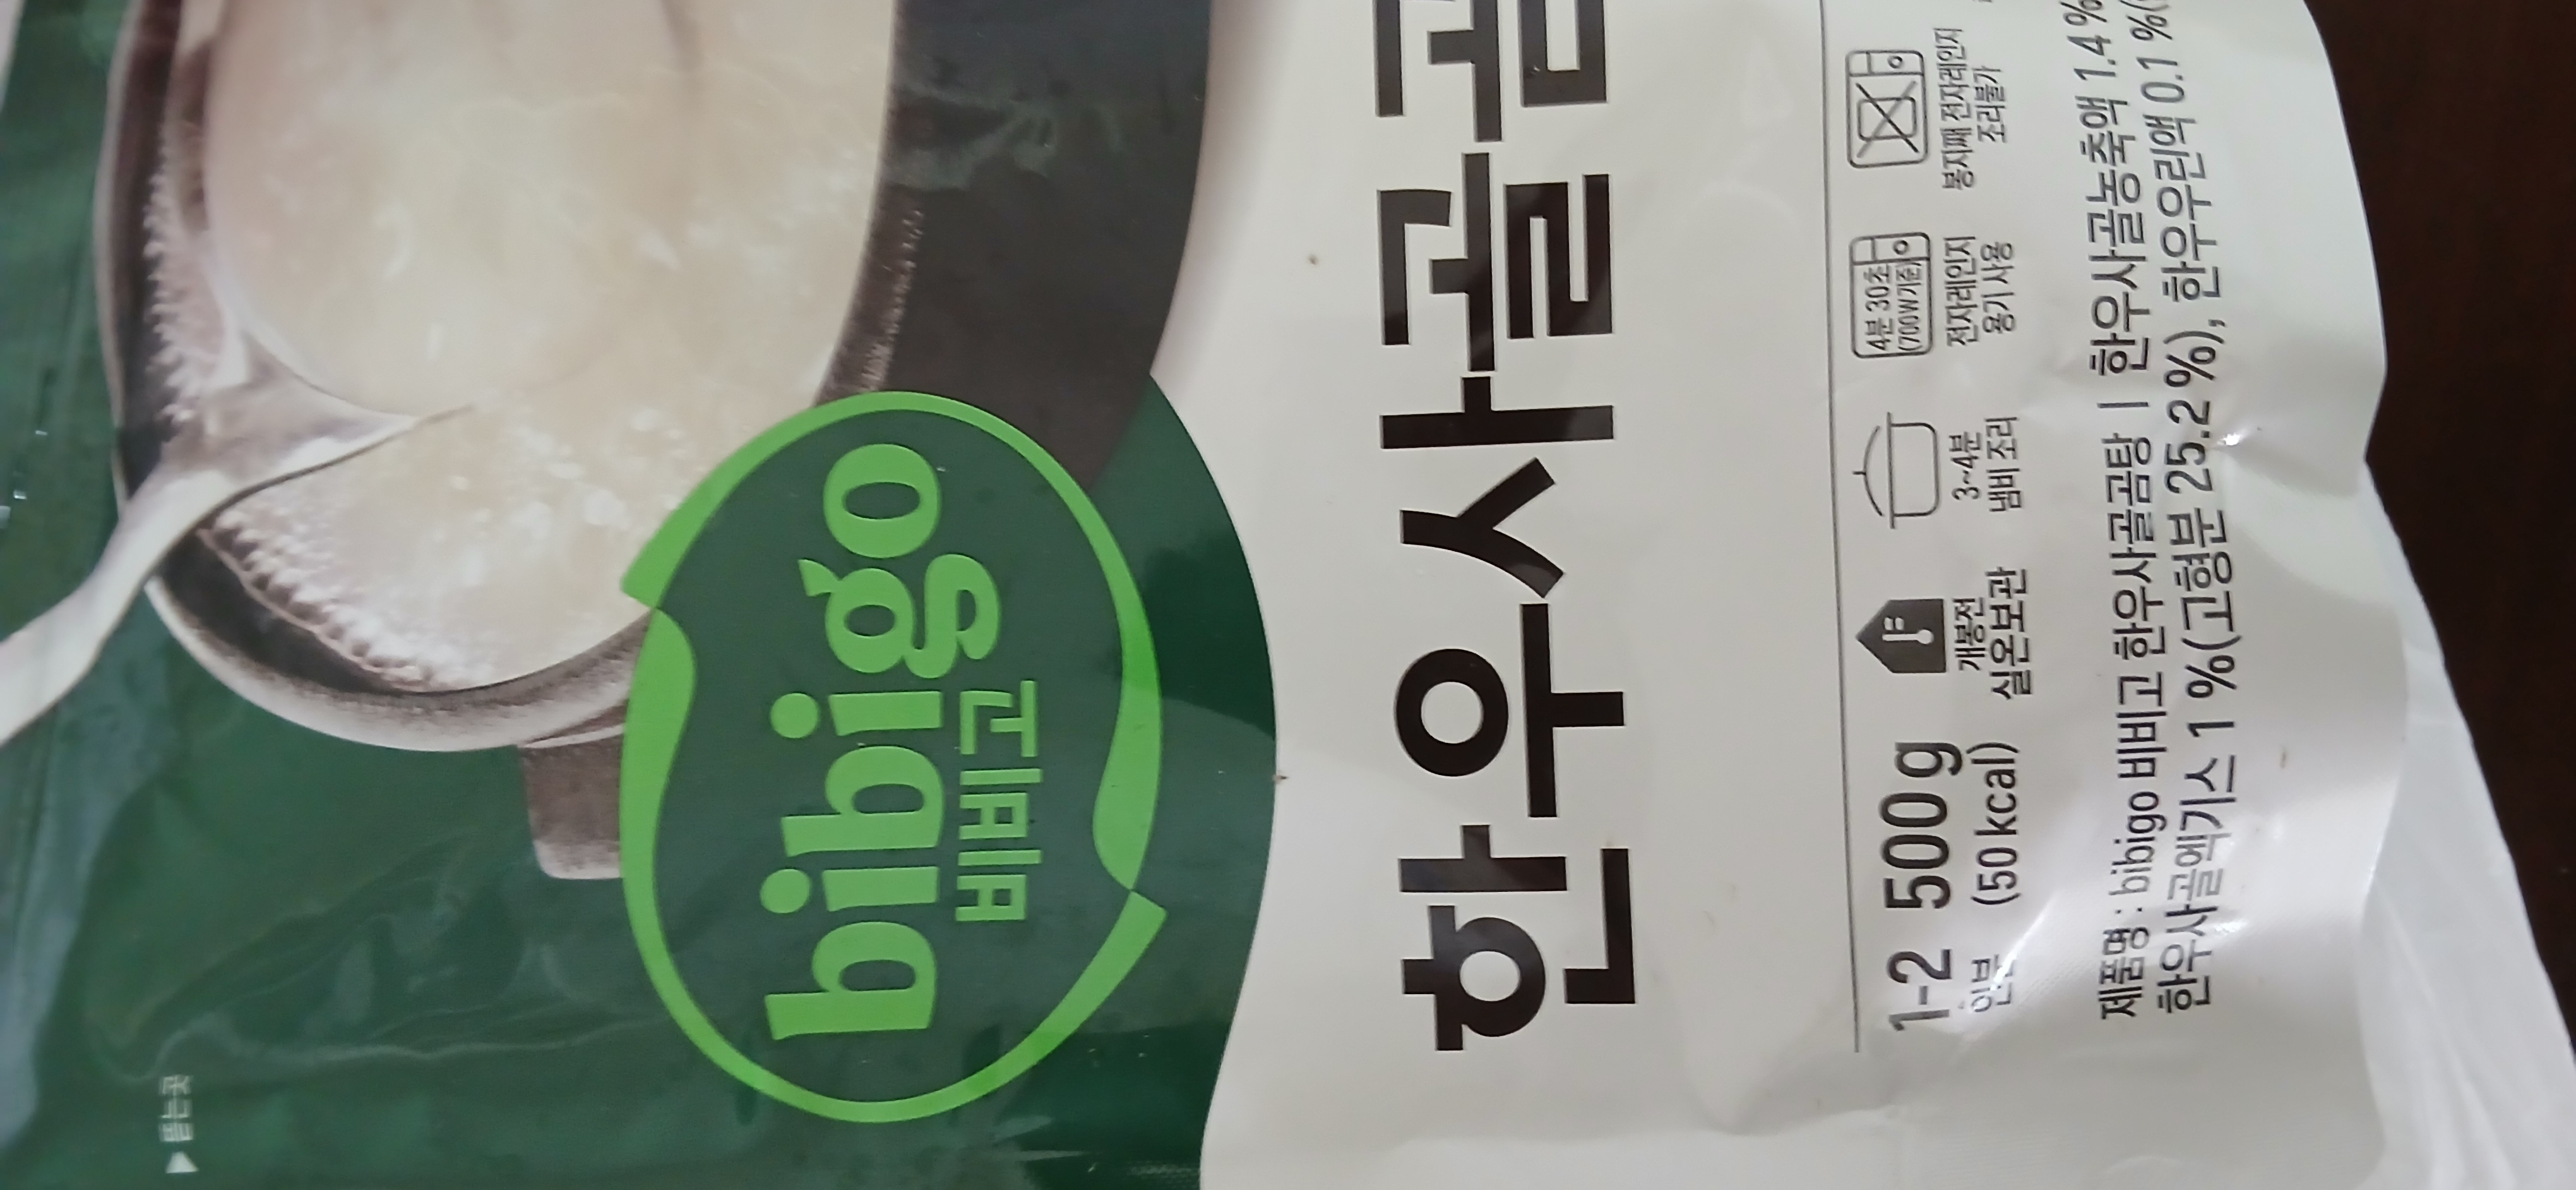 ▶ 뜯는곳
bibigo
비비고
한우사골곰
1-2 500g
인분 (50 kcal)
개봉전
실온보관
3~4분
냄비 조리
4분 30초
(700W기준)
전자레인지
용기 사용
봉지째 전자레인지
조리불가
제품명 : bibigo 비비고 한우사골곰탕 | 한우사골농축액 1.4 %
한우사골엑기스 1 %(고형분 25.2 %), 한우우린액 0.1 %(